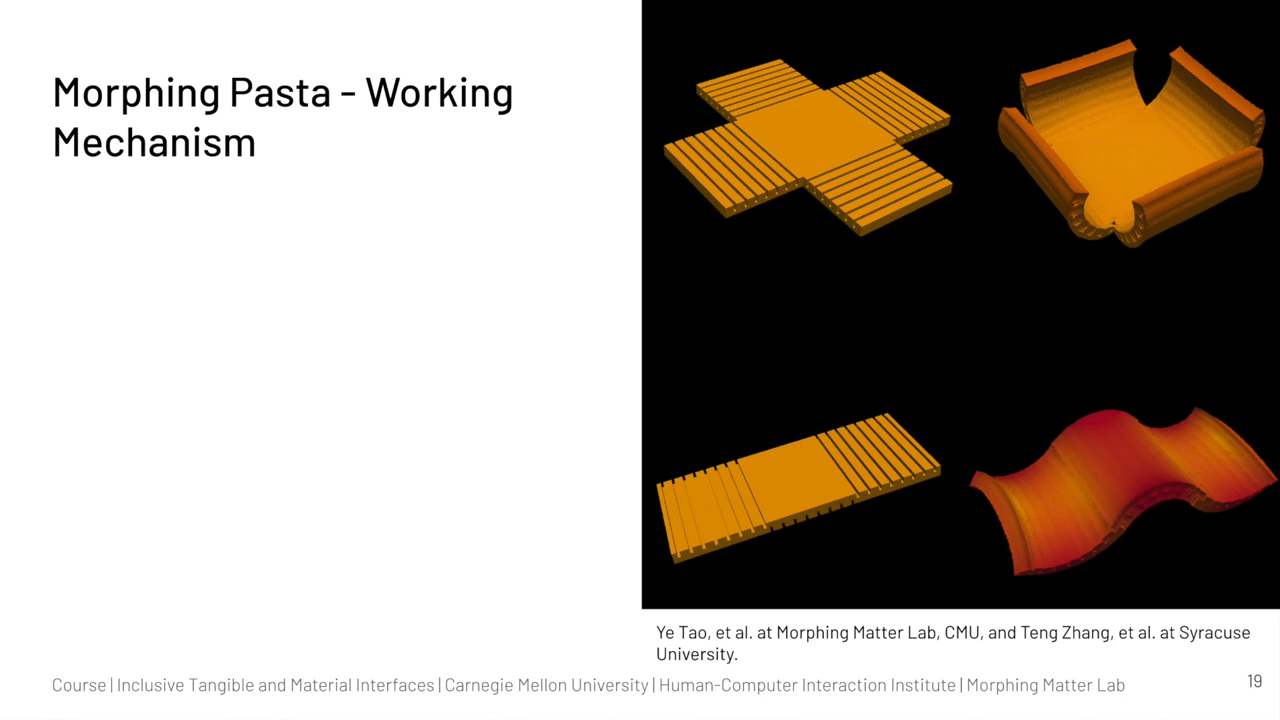 Morphing Pasta - Working
Mechanism
Ye Tao, et al. at Morphing Matter Lab, CMU, and Teng Zhang, et al. at Syracuse
University.
Course | Inclusive Tangible and Material Interfaces | Carnegie Mellon University | Human-Computer Interaction Institute | Morphing Matter Lab
19